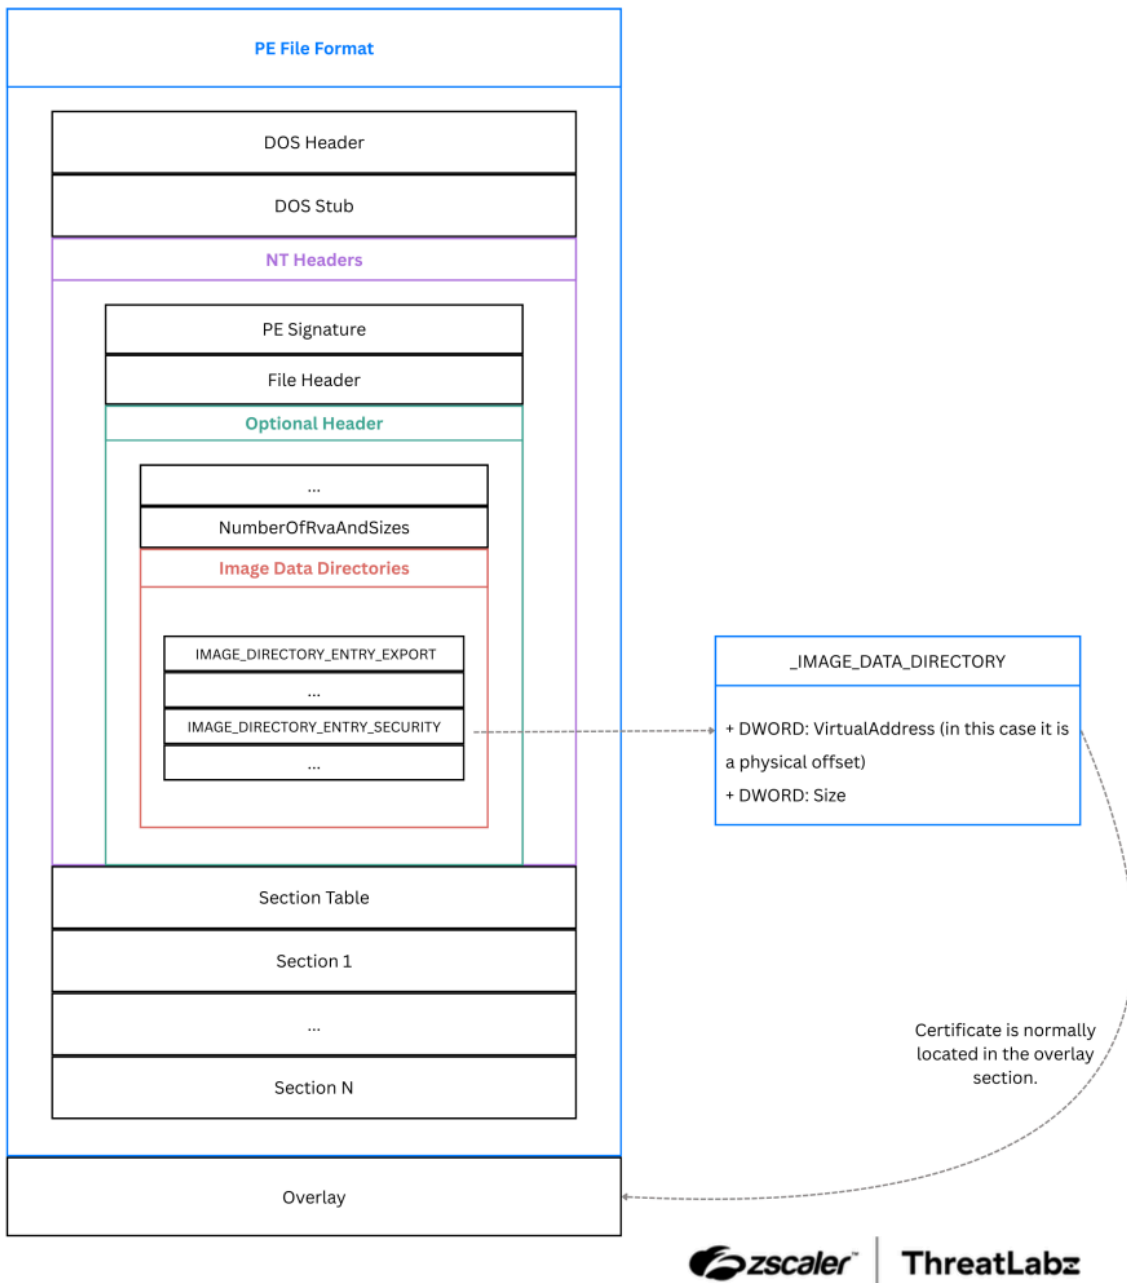 PE File Format
DOS Header
DOS Stub
NT Headers
PE Signature
File Header
Optional Header
...
NumberOfRvaAndSizes
Image Data Directories
IMAGE_DIRECTORY_ENTRY_EXPORT
...
IMAGE_DIRECTORY_ENTRY_SECURITY
...
_IMAGE_DATA_DIRECTORY
+ DWORD: VirtualAddress (in this case it is
a physical offset)
+ DWORD: Size
Section Table
Section 1
...
Section N
Certificate is normally
located in the overlay
section.
Overlay
zscaler™ | ThreatLabz